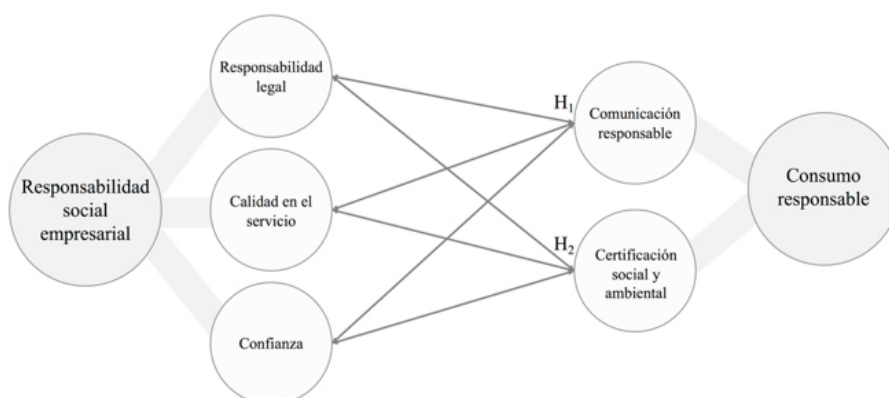 Responsabilidad
social
empresarial
Responsabilidad
legal
Calidad en el
servicio
Confianza
H₁
Comunicación
responsable
H₂
Certificación
social y
ambiental
Consumo
responsable